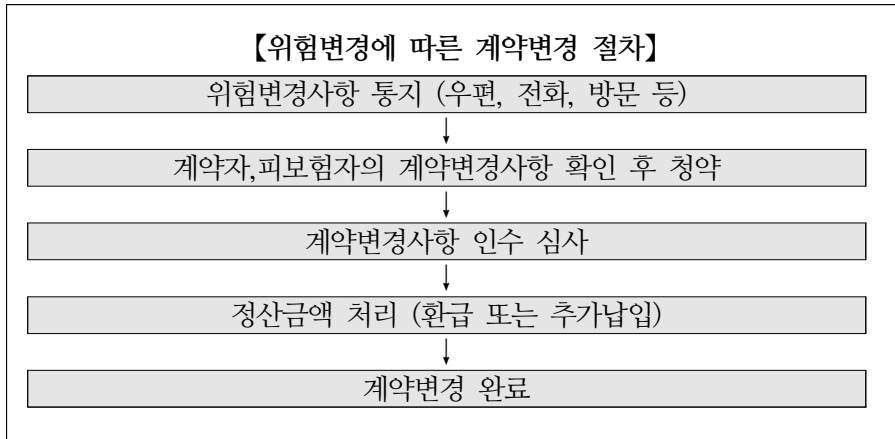 【위험변경에 따른 계약변경 절차】
위험변경사항 통지 (우편, 전화, 방문 등)
계약자,피보험자의 계약변경사항 확인 후 청약
계약변경사항 인수 심사
정산금액 처리 (환급 또는 추가납입)
계약변경 완료